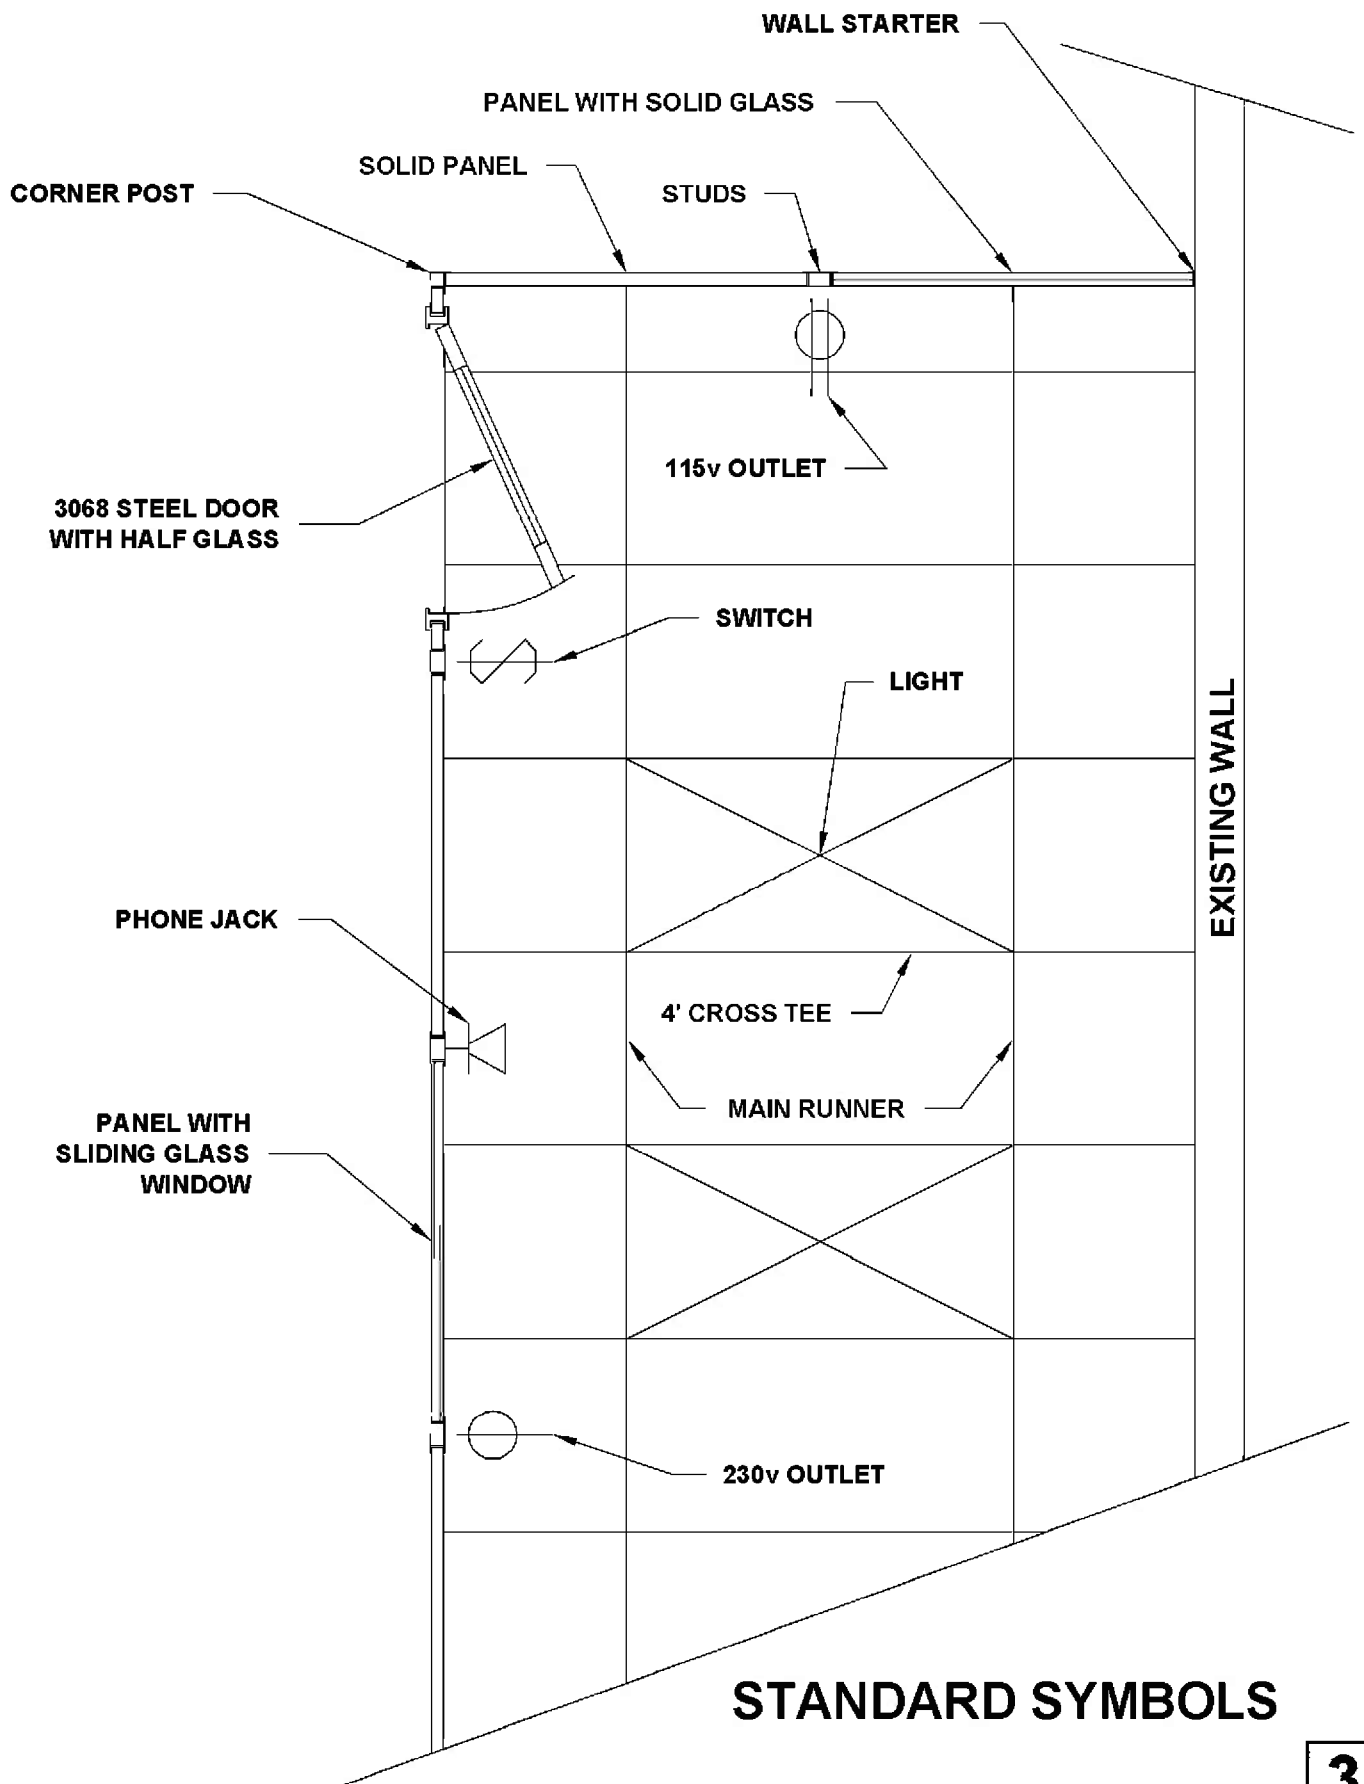 WALL STARTER
PANEL WITH SOLID GLASS
SOLID PANEL
CORNER POST
STUDS
115v OUTLET
3068 STEEL DOOR
WITH HALF GLASS
SWITCH
LIGHT
EXISTING WALL
PHONE JACK
4' CROSS TEE
MAIN RUNNER
PANEL WITH
SLIDING GLASS
WINDOW
230v OUTLET
STANDARD SYMBOLS
3